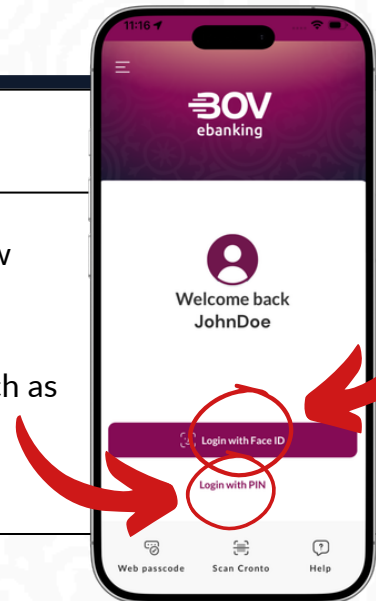 11:16
BOV
ebanking
Welcome back
JohnDoe
ch as
Login with Face ID
Login with PIN
Web passcode
Scan Cronto
Help